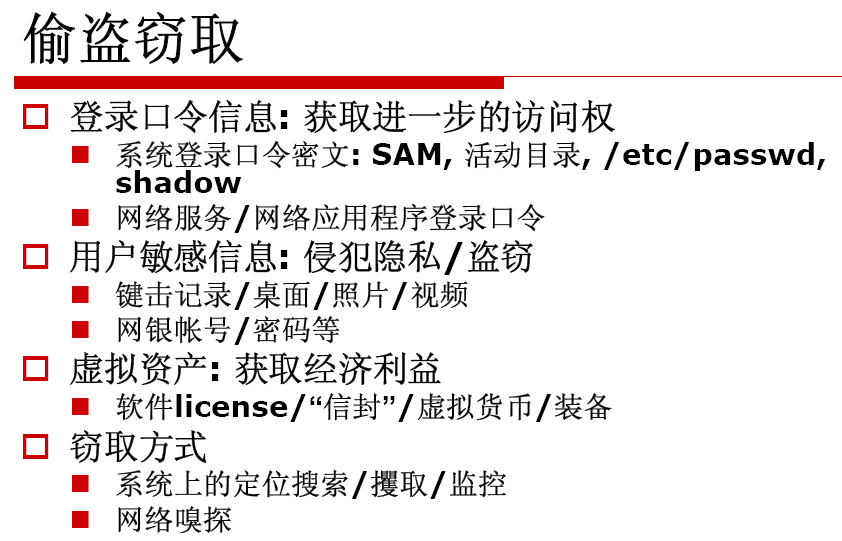 偷盗窃取
登录口令信息: 获取进一步的访问权
系统登录口令密文: SAM, 活动目录, /etc/passwd,
shadow
网络服务/网络应用程序登录口令
用户敏感信息: 侵犯隐私/盗窃
键击记录/桌面/照片/视频
网银帐号/密码等
虚拟资产: 获取经济利益
软件license/“信封”/虚拟货币/装备
窃取方式
系统上的定位搜索/攫取/监控
网络嗅探